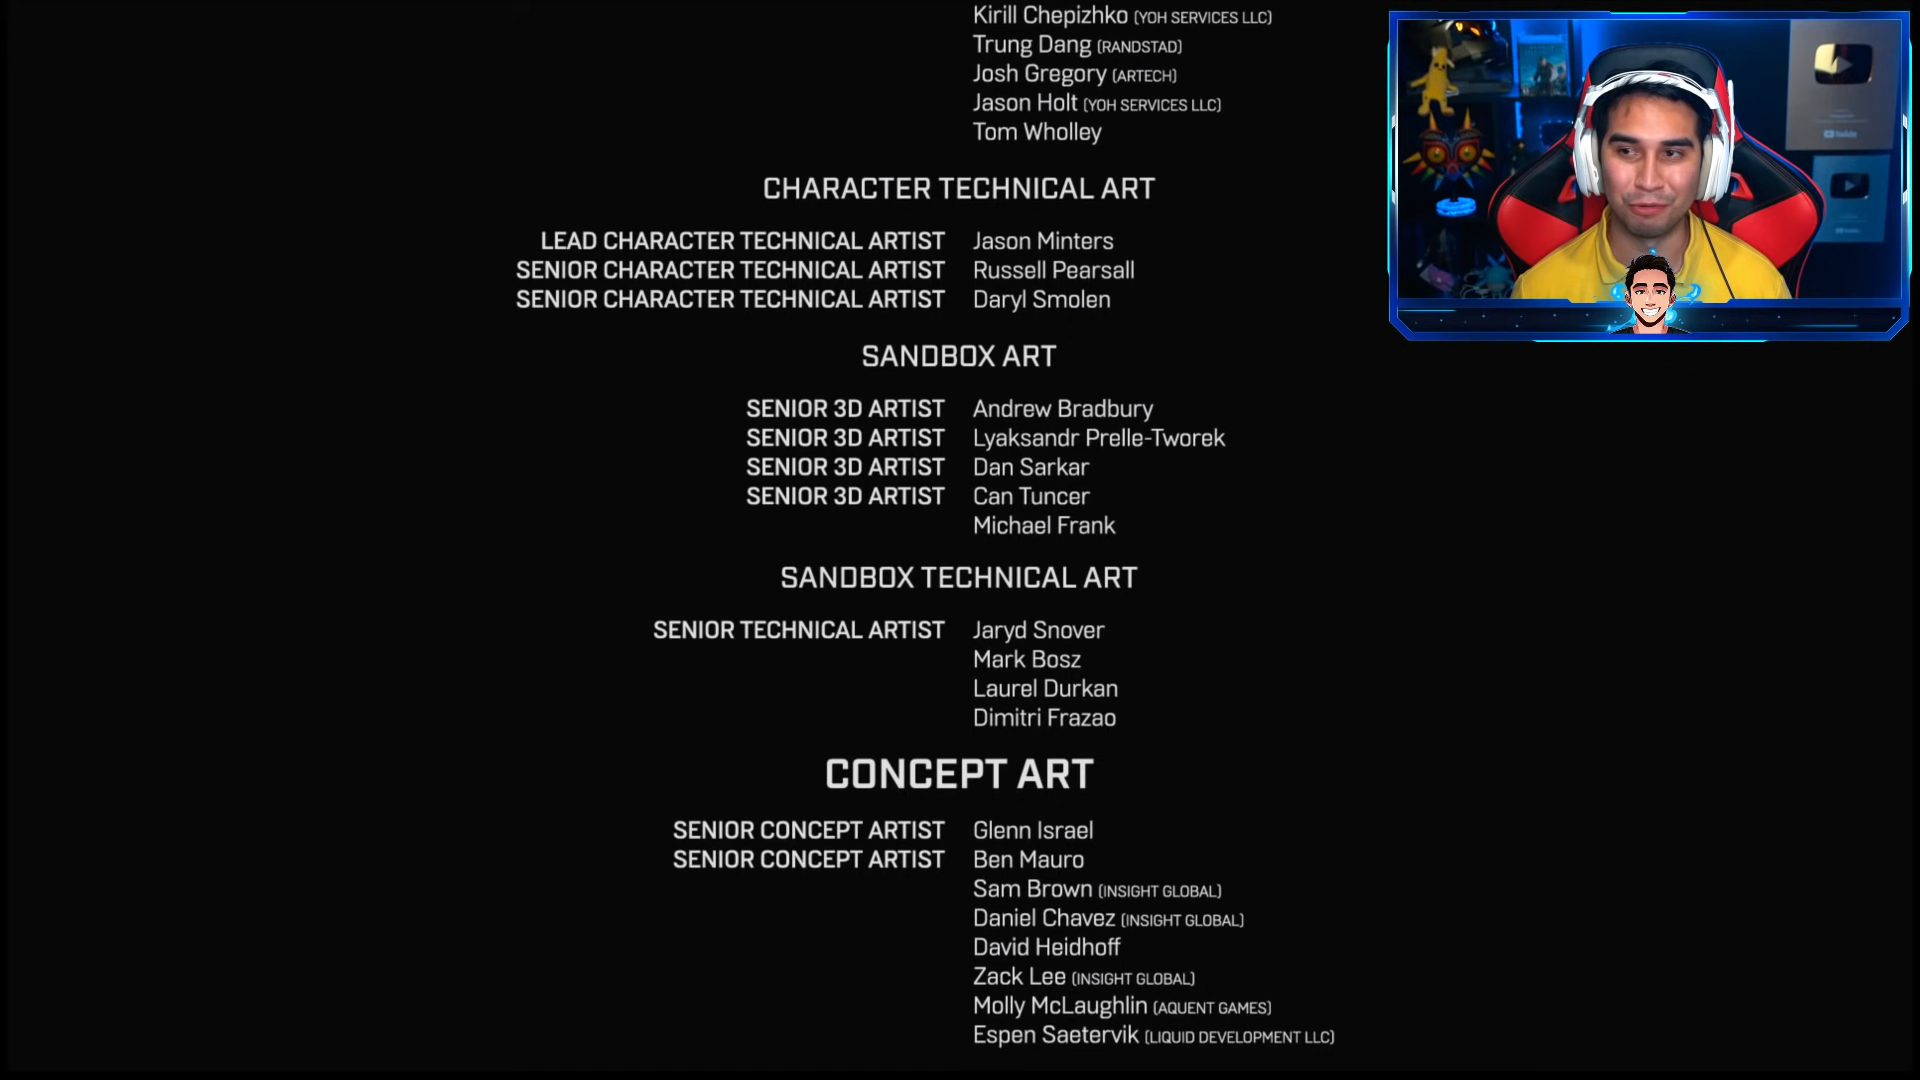 Kirill Chepizhko (YOH SERVICES LLC)
Trung Dang (RANDSTAD)
Josh Gregory (ARTECH)
Jason Holt (YOH SERVICES LLC)
Tom Wholley
CHARACTER TECHNICAL ART
LEAD CHARACTER TECHNICAL ARTIST Jason Minters
SENIOR CHARACTER TECHNICAL ARTIST Russell Pearsall
SENIOR CHARACTER TECHNICAL ARTIST Daryl Smolen
SANDBOX ART
SENIOR 3D ARTIST Andrew Bradbury
SENIOR 3D ARTIST Lyaksandr Prelle-Tworek
SENIOR 3D ARTIST Dan Sarkar
SENIOR 3D ARTIST Can Tuncer
Michael Frank
SANDBOX TECHNICAL ART
SENIOR TECHNICAL ARTIST Jaryd Snover
Mark Bosz
Laurel Durkan
Dimitri Frazao
CONCEPT ART
SENIOR CONCEPT ARTIST Glenn Israel
SENIOR CONCEPT ARTIST Ben Mauro
Sam Brown (INSIGHT GLOBAL)
Daniel Chavez (INSIGHT GLOBAL)
David Heidhoff
Zack Lee (INSIGHT GLOBAL)
Molly McLaughlin (AQUENT GAMES)
Espen Saetervik (LIQUID DEVELOPMENT LLC)
YouTube